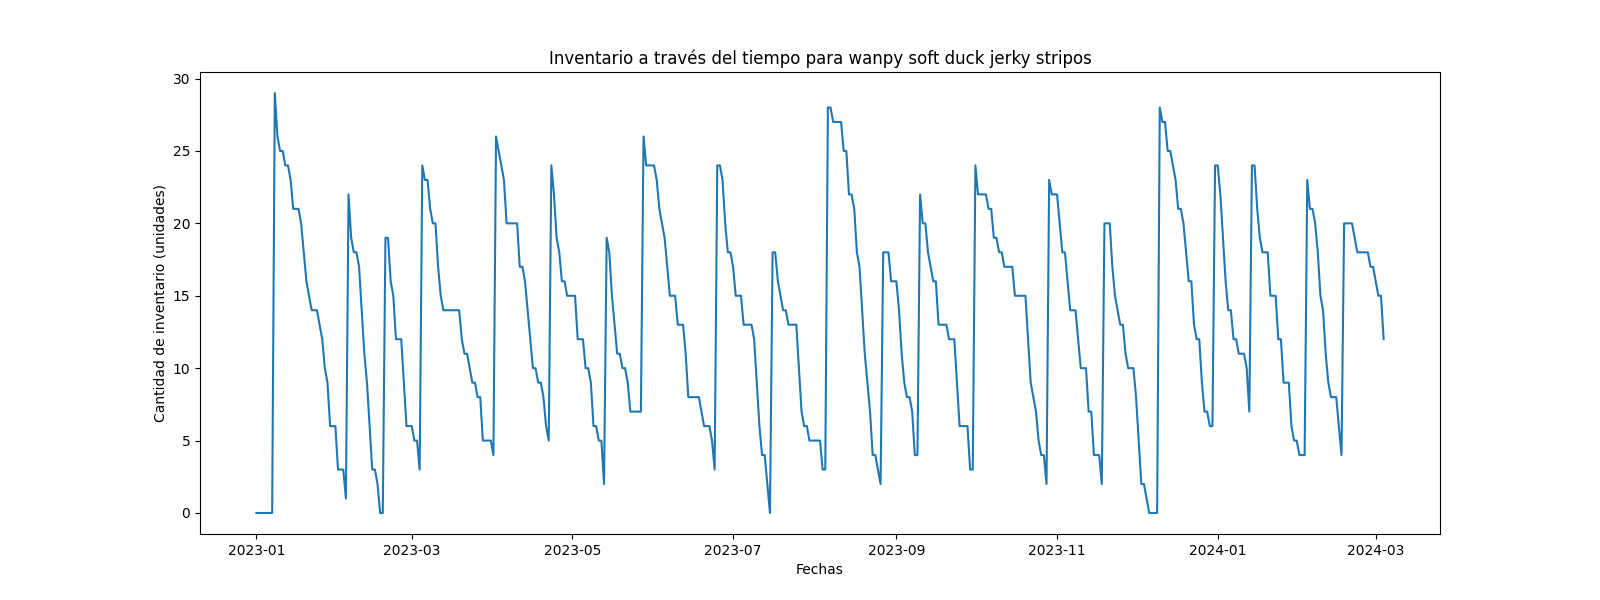 Inventario a través del tiempo para wanpy soft duck jerky stripos
30
25
20
15
10
5
0
Cantidad de inventario (unidades)
2023-01 2023-03 2023-05 2023-07 2023-09 2023-11 2024-01 2024-03
Fechas